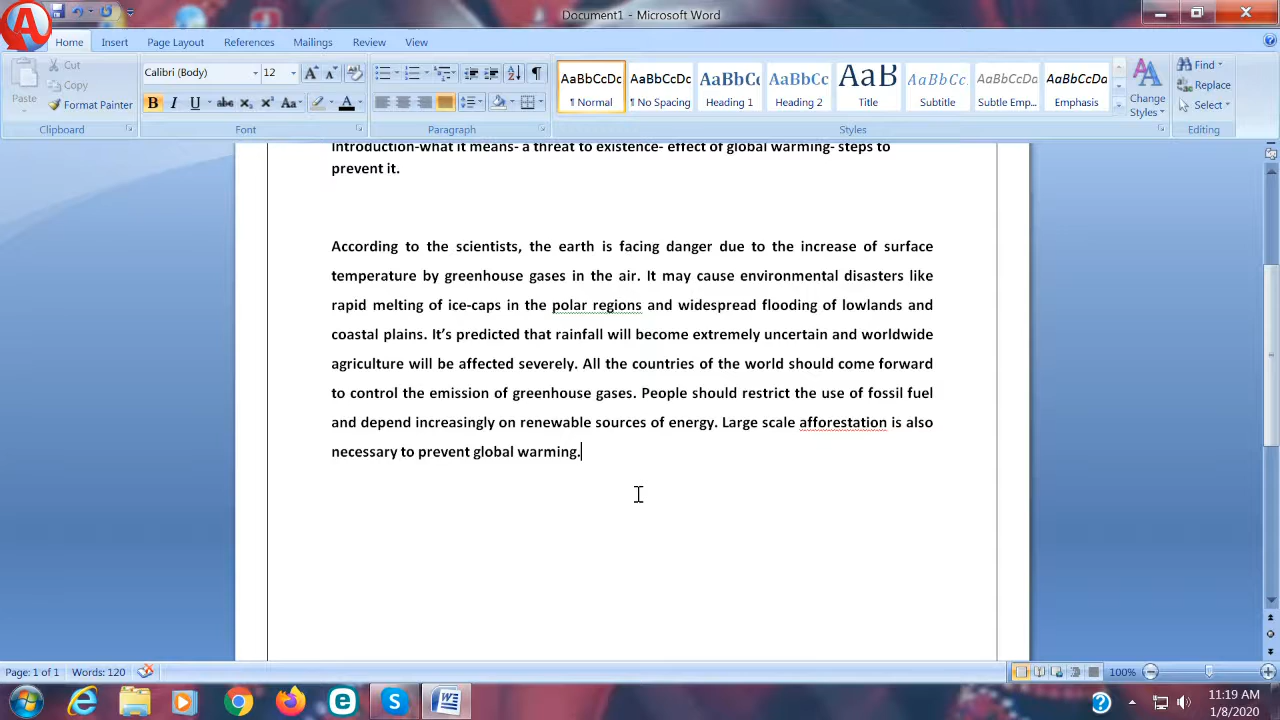 Document1 - Microsoft Word
Home Insert Page Layout References Mailings Review View
Cut
Copy
Paste
Format Painter
Calibri (Body) 12
AaBbCcDc AaBbCcDc AaBbCc AaBbCc AaB AaBbCc. AaBbCcDa AaBbCcDa
¶ Normal ¶ No Spacing Heading 1 Heading 2 Title Subtitle Subtle Emp... Emphasis
Change
Styles
Find
Replace
Select
Clipboard Font Paragraph Styles Editing
Introduction-what it means- a threat to existence- effect of global warming- steps to
prevent it.
According to the scientists, the earth is facing danger due to the increase of surface
temperature by greenhouse gases in the air. It may cause environmental disasters like
rapid melting of ice-caps in the polar regions and widespread flooding of lowlands and
coastal plains. It’s predicted that rainfall will become extremely uncertain and worldwide
agriculture will be affected severely. All the countries of the world should come forward
to control the emission of greenhouse gases. People should restrict the use of fossil fuel
and depend increasingly on renewable sources of energy. Large scale afforestation is also
necessary to prevent global warming.
Page: 1 of 1 Words: 120 100%
11:19 AM
1/8/2020